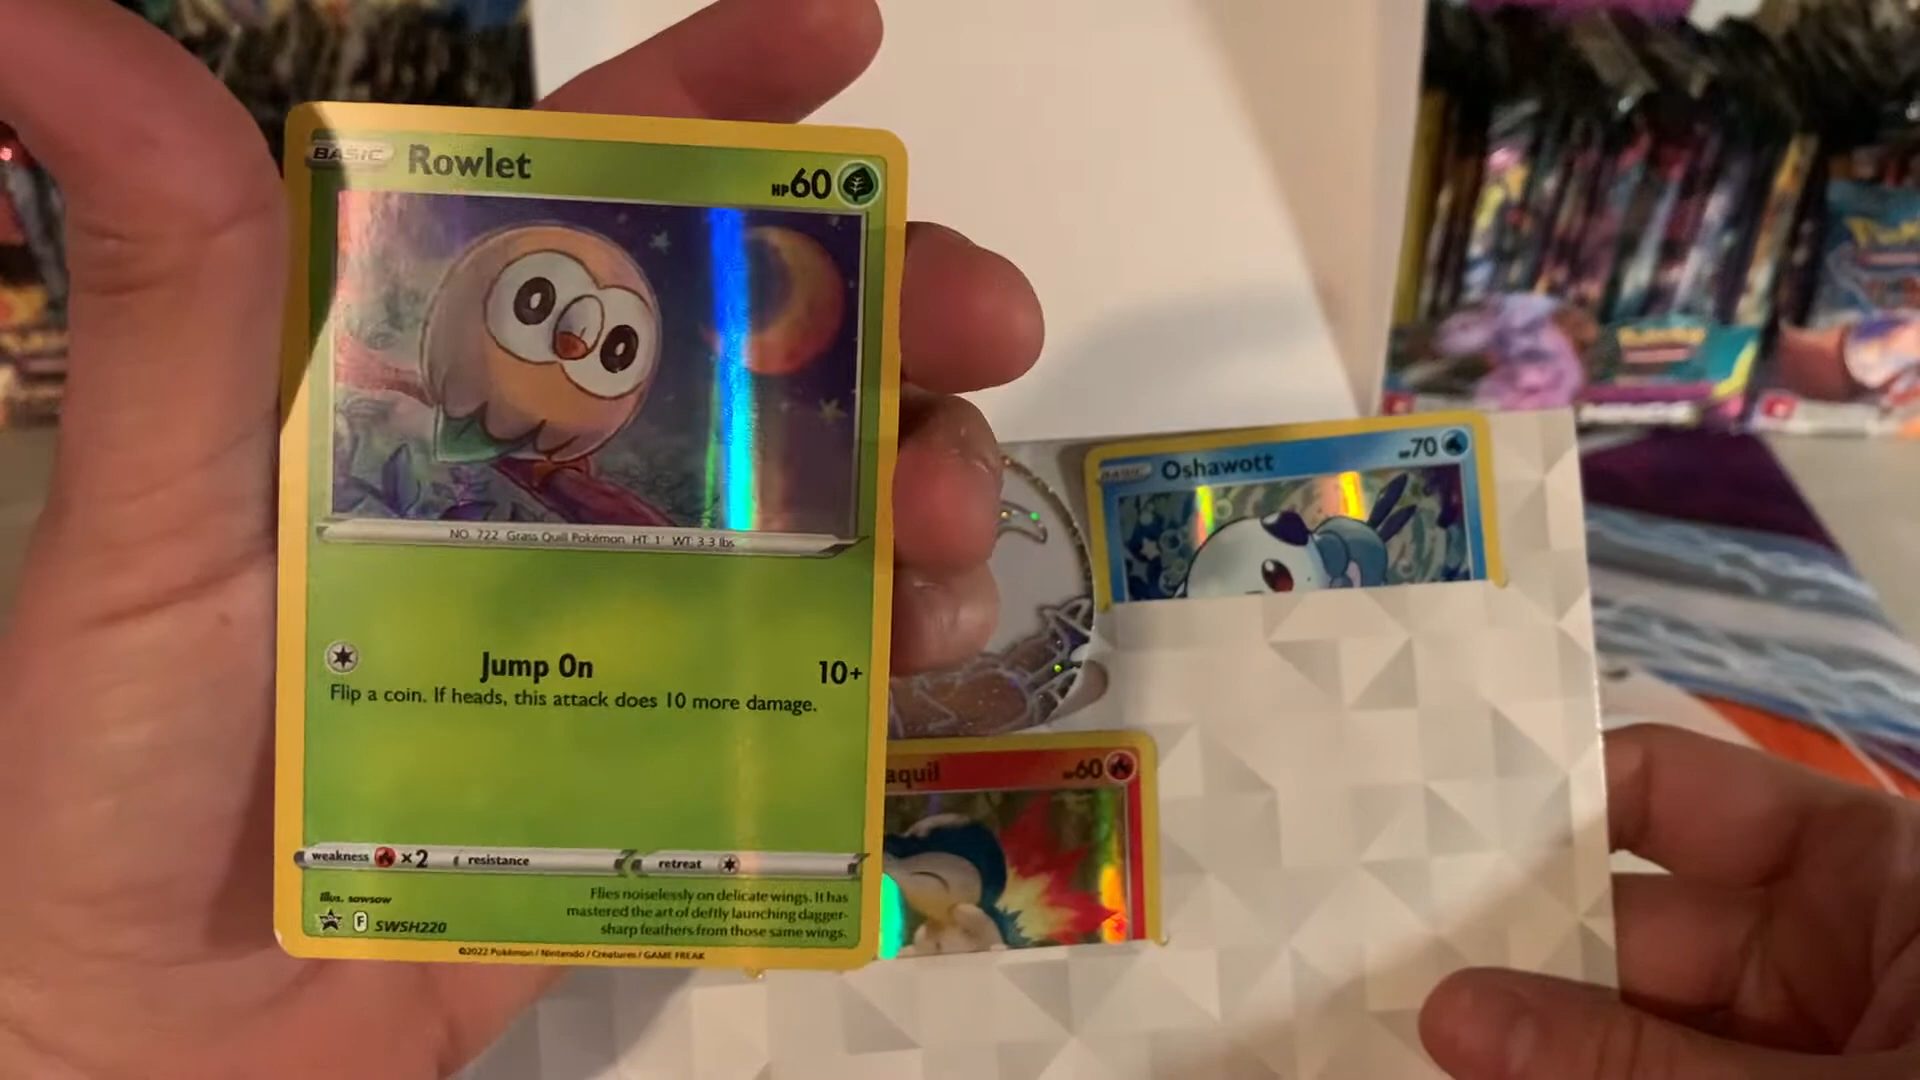 BASIC Rowlet HP60
NO. 722 Grass Quill Pokémon HT: 1' WT: 3.3 lbs
Jump On 10+
Flip a coin. If heads, this attack does 10 more damage.
weakness ×2 resistance retreat
Illus. sowsow
F SWSH220
Flies noiselessly on delicate wings. It has
mastered the art of deftly launching dagger-
sharp feathers from those same wings.
©2022 Pokémon / Nintendo / Creatures / GAME FREAK
BASIC Oshawott HP70
aquil HP60